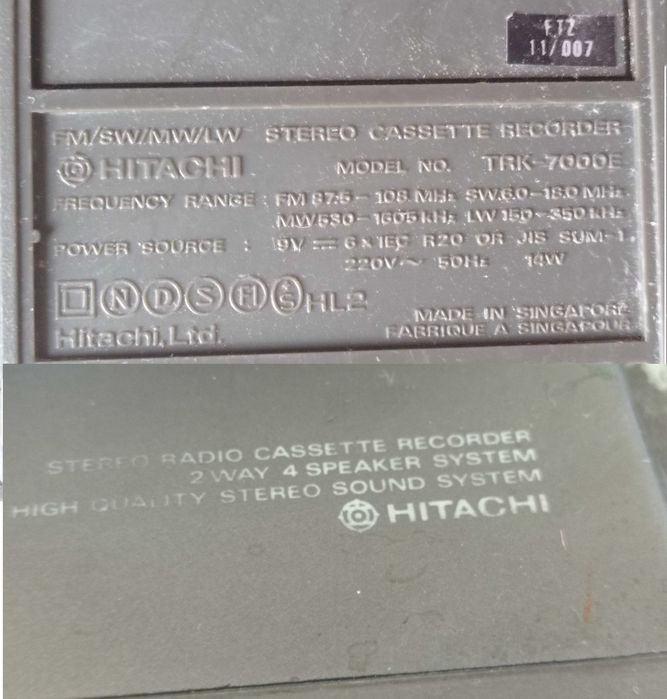 FTZ
11/007
FM/SW/MW/LW STEREO CASSETTE RECORDER
HITACHI MODEL NO. TRK-7000E
FREQUENCY RANGE : FM 87.5 – 108 MHz SW 6.0 – 18.0 MHz
MW 530 – 1605 kHz LW 150 – 350 kHz
POWER SOURCE : 9V ⎓ 6 x IEC R20 OR JIS SUM-1
220V ~ 50Hz 14W
N D S FI S HL2
MADE IN SINGAPORE
Hitachi, Ltd. FABRIQUE A SINGAPOUR
STEREO RADIO CASSETTE RECORDER
2 WAY 4 SPEAKER SYSTEM
HIGH QUALITY STEREO SOUND SYSTEM
HITACHI